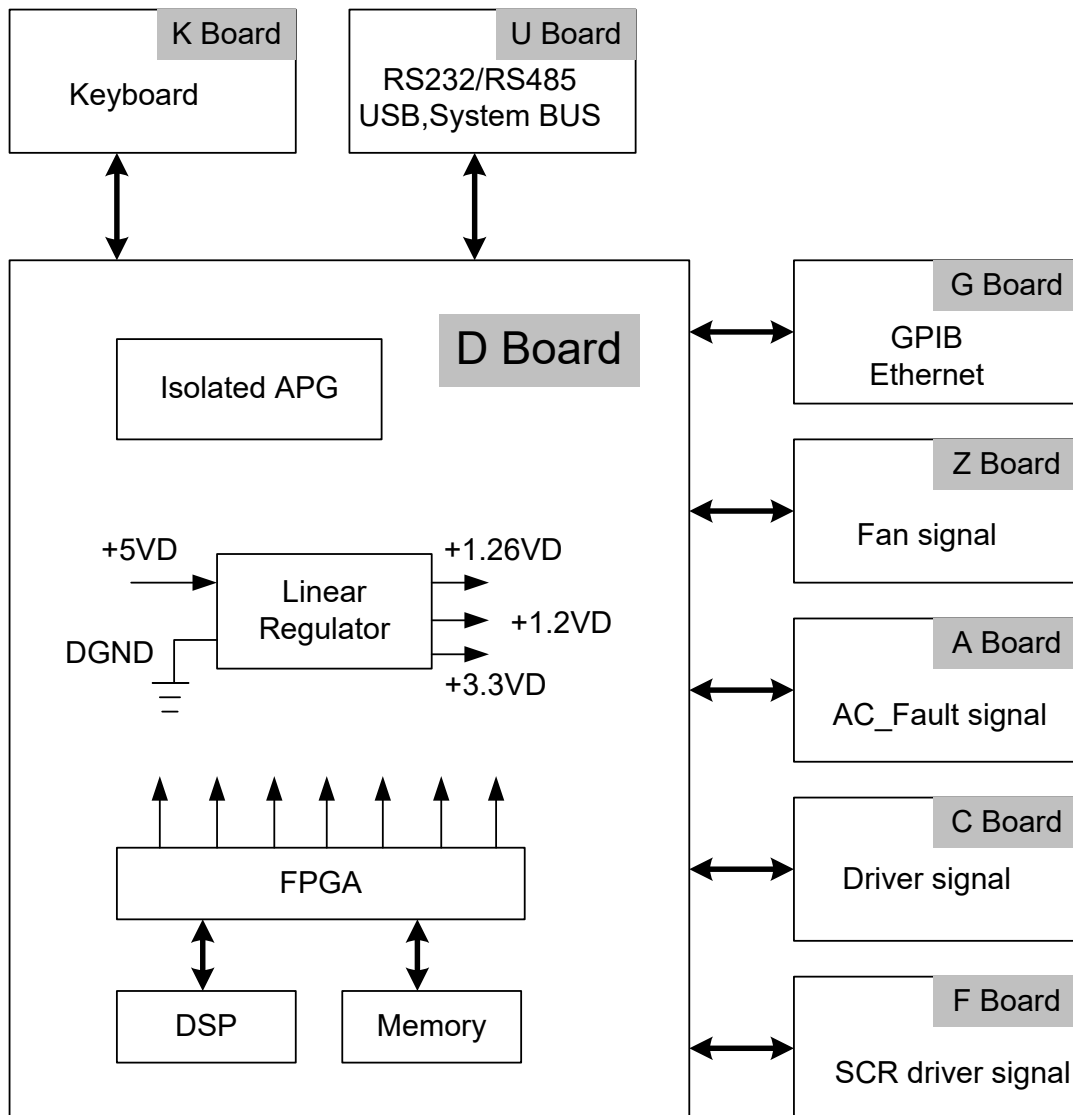 K Board
Keyboard
U Board
RS232/RS485
USB,System BUS
D Board
Isolated APG
+5VD
DGND
Linear
Regulator
+1.26VD
+1.2VD
+3.3VD
FPGA
DSP
Memory
G Board
GPIB
Ethernet
Z Board
Fan signal
A Board
AC_Fault signal
C Board
Driver signal
F Board
SCR driver signal